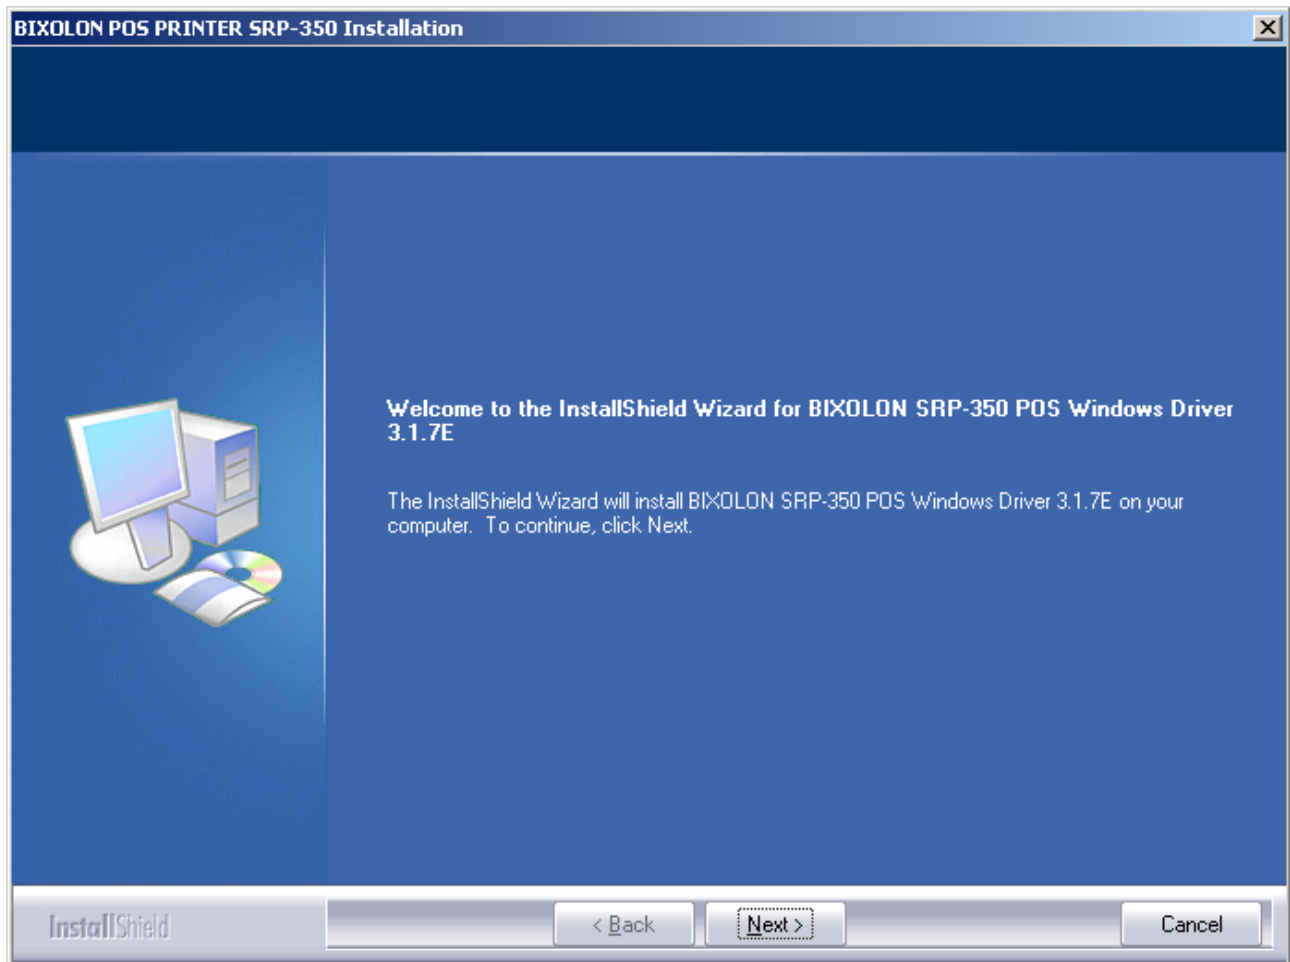 BIXOLON POS PRINTER SRP-350 Installation
Welcome to the InstallShield Wizard for BIXOLON SRP-350 POS Windows Driver
3.1.7E
The InstallShield Wizard will install BIXOLON SRP-350 POS Windows Driver 3.1.7E on your
computer. To continue, click Next.
InstallShield
< Back
Next >
Cancel